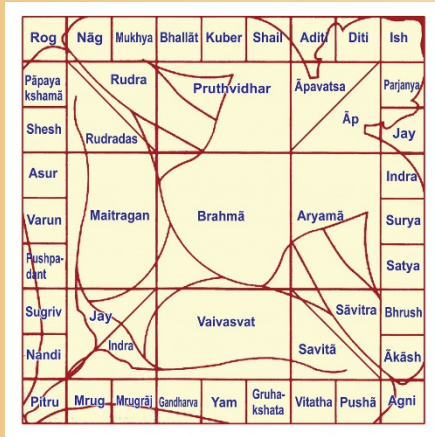 Rog Nāg Mukhya Bhallāt Kuber Shail Aditi Diti Ish
Pāpaya
kshamā
Rudra
Pruthvidhar
Āpavatsa
Parjanya
Shesh
Rudradas
Āp
Jay
Asur
Indra
Varun
Maitragan
Brahmā
Aryamā
Surya
Pushpa-
dant
Satya
Sugriv
Jay
Vaivasvat
Sāvitra
Bhrush
Nandi
Indra
Savitā
Ākāsh
Pitru Mrug Mrugrāj Gandharva Yam Gruha-
kshata Vitatha Pushā Agni